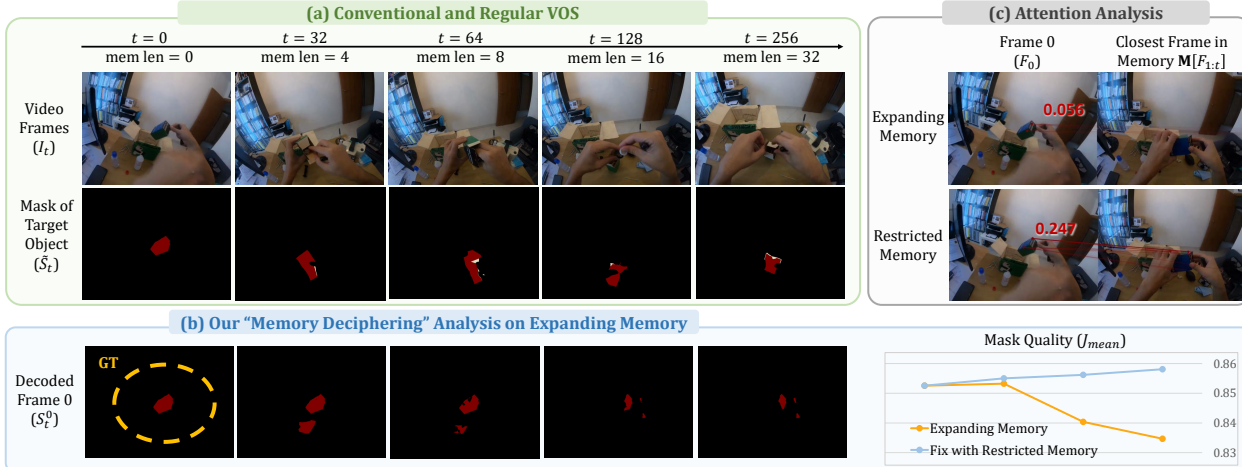 (a) Conventional and Regular VOS
t = 0
t = 32
t = 64
t = 128
t = 256
mem len = 0
mem len = 4
mem len = 8
mem len = 16
mem len = 32
Video
Frames
(I_t)
Mask of
Target
Object
(S̃_t)
(c) Attention Analysis
Frame 0
(F_0)
Closest Frame in
Memory M[F_{1:t}]
Expanding
Memory
0.056
Restricted
Memory
0.247
(b) Our “Memory Deciphering” Analysis on Expanding Memory
Decoded
Frame 0
(S_t^0)
GT
Mask Quality (J_mean)
0.86
0.85
0.84
0.83
Expanding Memory
Fix with Restricted Memory